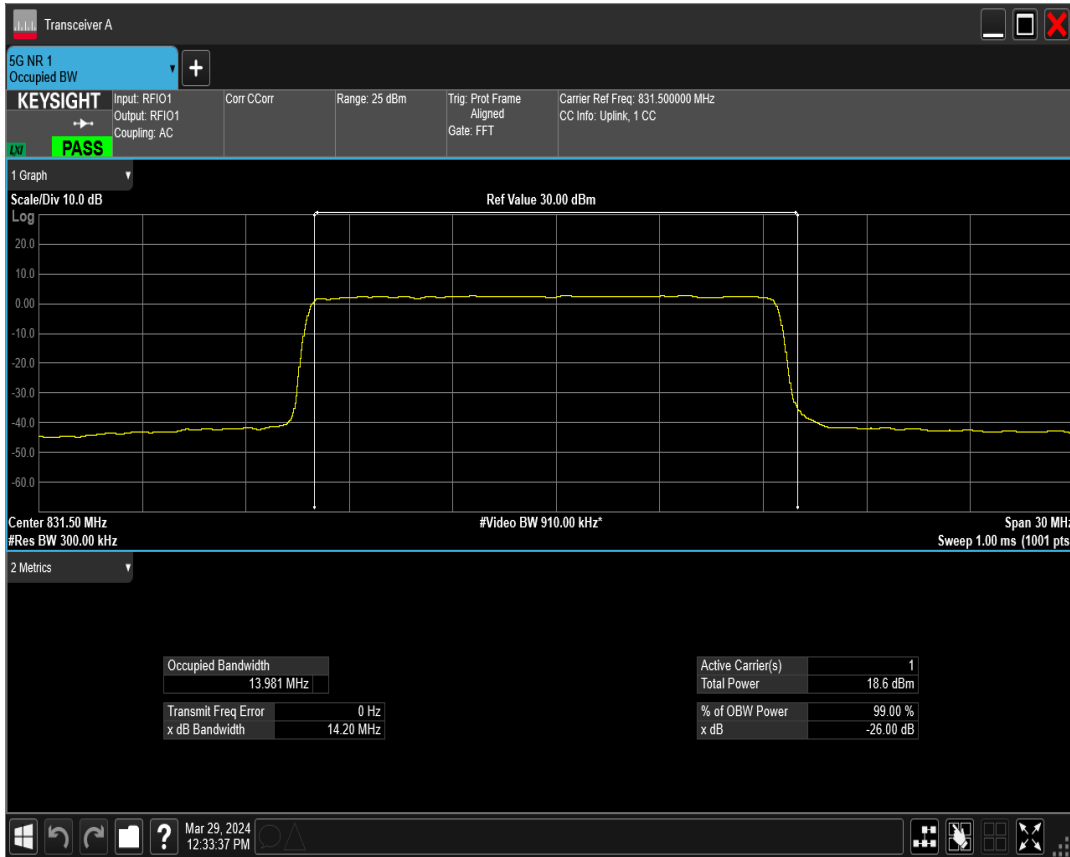 Transceiver A
5G NR 1
Occupied BW
KEYSIGHT
LXI
PASS
Input: RFIO1
Output: RFIO1
Coupling: AC
Corr CCorr
Range: 25 dBm
Trig: Prot Frame
Aligned
Gate: FFT
Carrier Ref Freq: 831.500000 MHz
CC Info: Uplink, 1 CC
1 Graph
Scale/Div 10.0 dB
Ref Value 30.00 dBm
Log
20.0
10.0
0.00
-10.0
-20.0
-30.0
-40.0
-50.0
-60.0
Center 831.50 MHz
#Video BW 910.00 kHz*
Span 30 MHz
#Res BW 300.00 kHz
Sweep 1.00 ms (1001 pts
2 Metrics
Occupied Bandwidth
13.981 MHz
Transmit Freq Error 0 Hz
x dB Bandwidth 14.20 MHz
Active Carrier(s) 1
Total Power 18.6 dBm
% of OBW Power 99.00 %
x dB -26.00 dB
?
Mar 29, 2024
12:33:37 PM